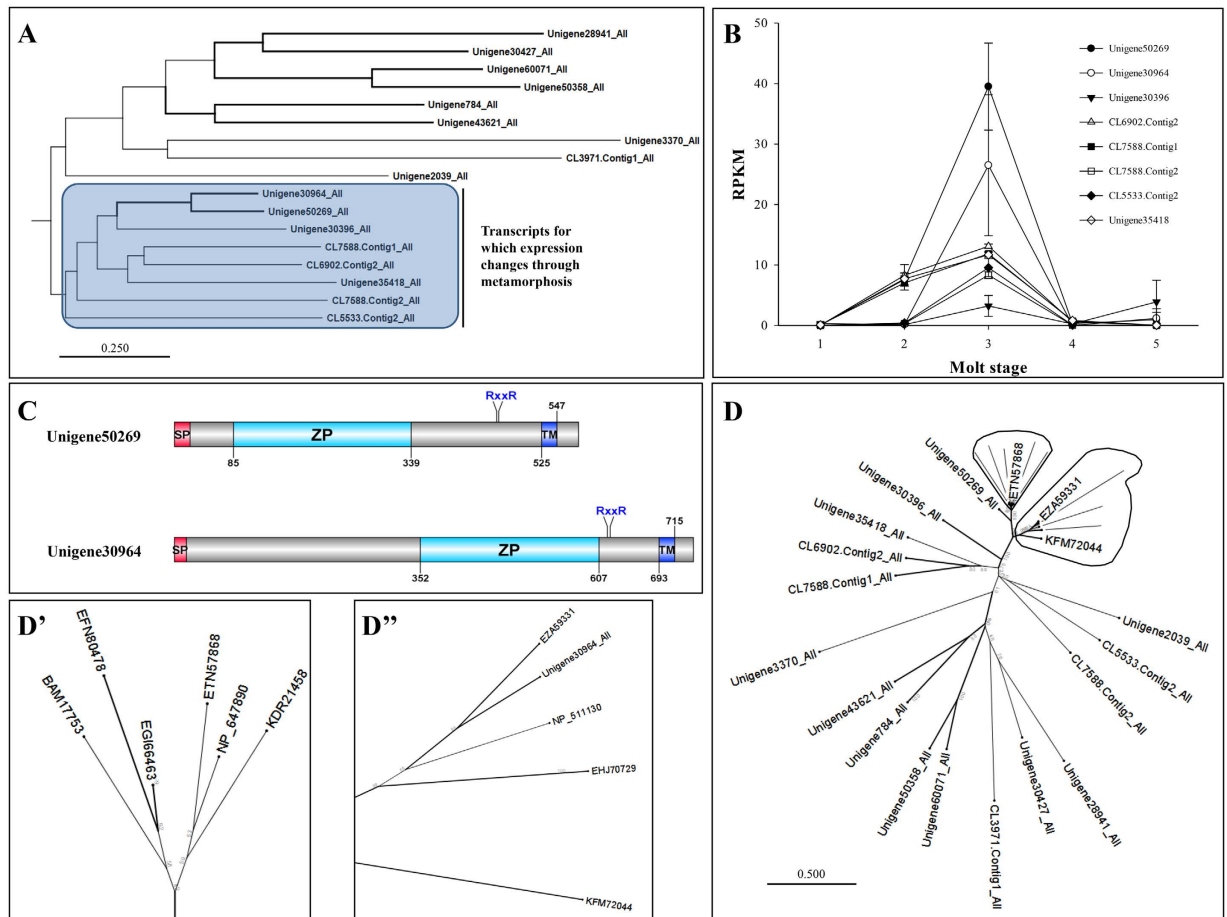 A
Unigene28941_All
Unigene30427_All
Unigene60071_All
Unigene50358_All
Unigene784_All
Unigene43621_All
Unigene3370_All
CL3971.Contig1_All
Unigene2039_All
Unigene30964_All
Unigene50269_All
Unigene30396_All
CL7588.Contig1_All
CL6902.Contig2_All
Unigene35418_All
CL7588.Contig2_All
CL5533.Contig2_All
Transcripts for
which expression
changes through
metamorphosis
0.250
B
50
40
30
20
10
0
RPKM
1 2 3 4 5
Molt stage
Unigene50269
Unigene30964
Unigene30396
CL6902.Contig2
CL7588.Contig1
CL7588.Contig2
CL5533.Contig2
Unigene35418
C
Unigene50269
RxxR
547
SP
ZP
TM
85
339
525
Unigene30964
RxxR
715
SP
ZP
TM
352
607
693
D
ETN57868
Unigene50269_All
EZA59331
KFM72044
Unigene30396_All
Unigene35418_All
CL6902.Contig2_All
CL7588.Contig1_All
Unigene2039_All
CL5533.Contig2_All
CL7588.Contig2_All
Unigene3370_All
Unigene43621_All
Unigene784_All
Unigene50358_All
Unigene60071_All
CL3971.Contig1_All
Unigene30427_All
Unigene28941_All
0.500
D’
EFN80478
BAM17753
EGI66463
ETN57868
NP_647890
KDR21458
D”
EZA59331
Unigene30964_All
NP_511130
EHJ70729
KFM72044